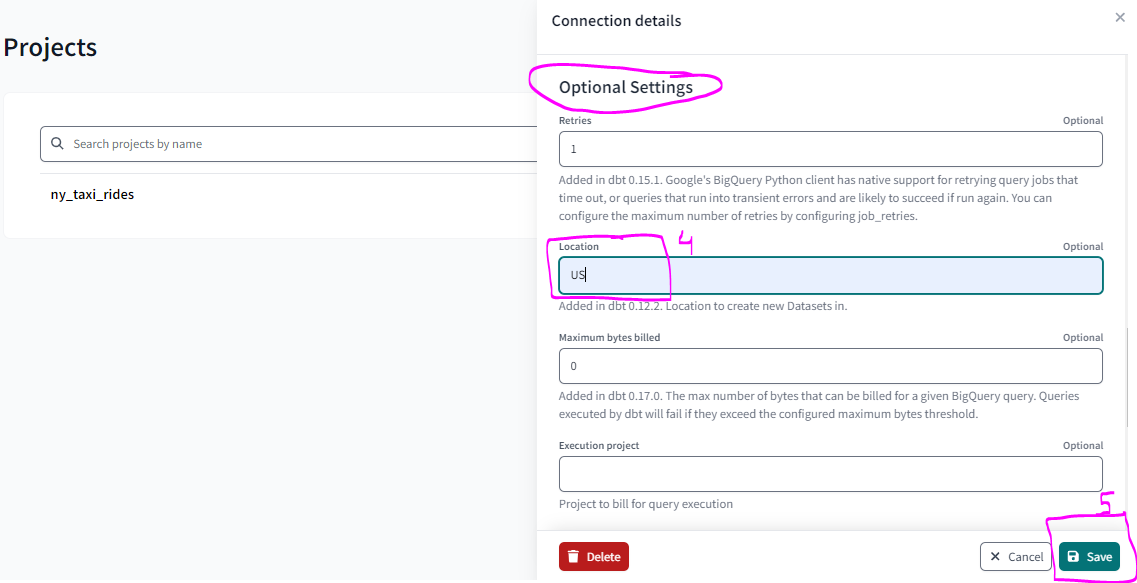 Connection details
Projects
Optional Settings
Retries Optional
Search projects by name
1
ny_taxi_rides
Added in dbt 0.15.1. Google's BigQuery Python client has native support for retrying query jobs that
time out, or queries that run into transient errors and are likely to succeed if run again. You can
configure the maximum number of retries by configuring job_retries.
4
Location Optional
US
Added in dbt 0.12.2. Location to create new Datasets in.
Maximum bytes billed Optional
0
Added in dbt 0.17.0. The max number of bytes that can be billed for a given BigQuery query. Queries
executed by dbt will fail if they exceed the configured maximum bytes threshold.
Execution project Optional
Project to bill for query execution
5
Delete Cancel Save